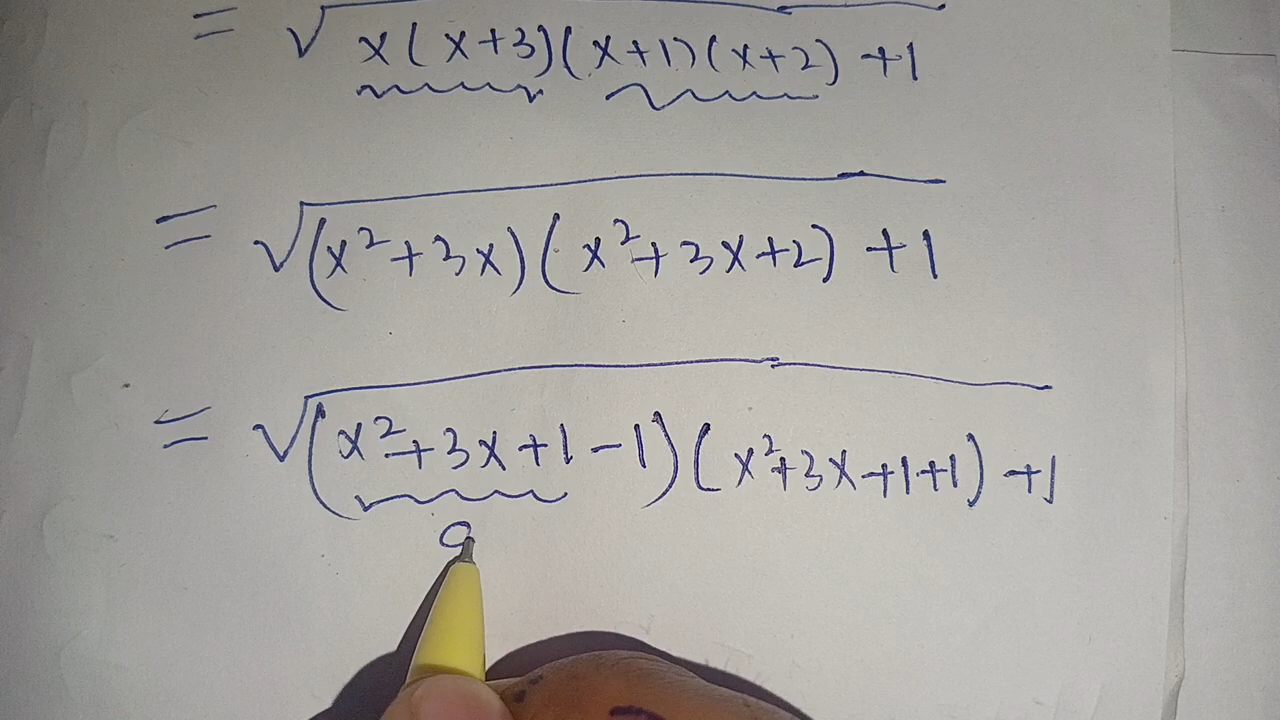 = √x(x+3)(x+1)(x+2) +1
= √(x²+3x)(x²+3x+2) +1
= √(x²+3x+1-1)(x²+3x+1+1) +1
a